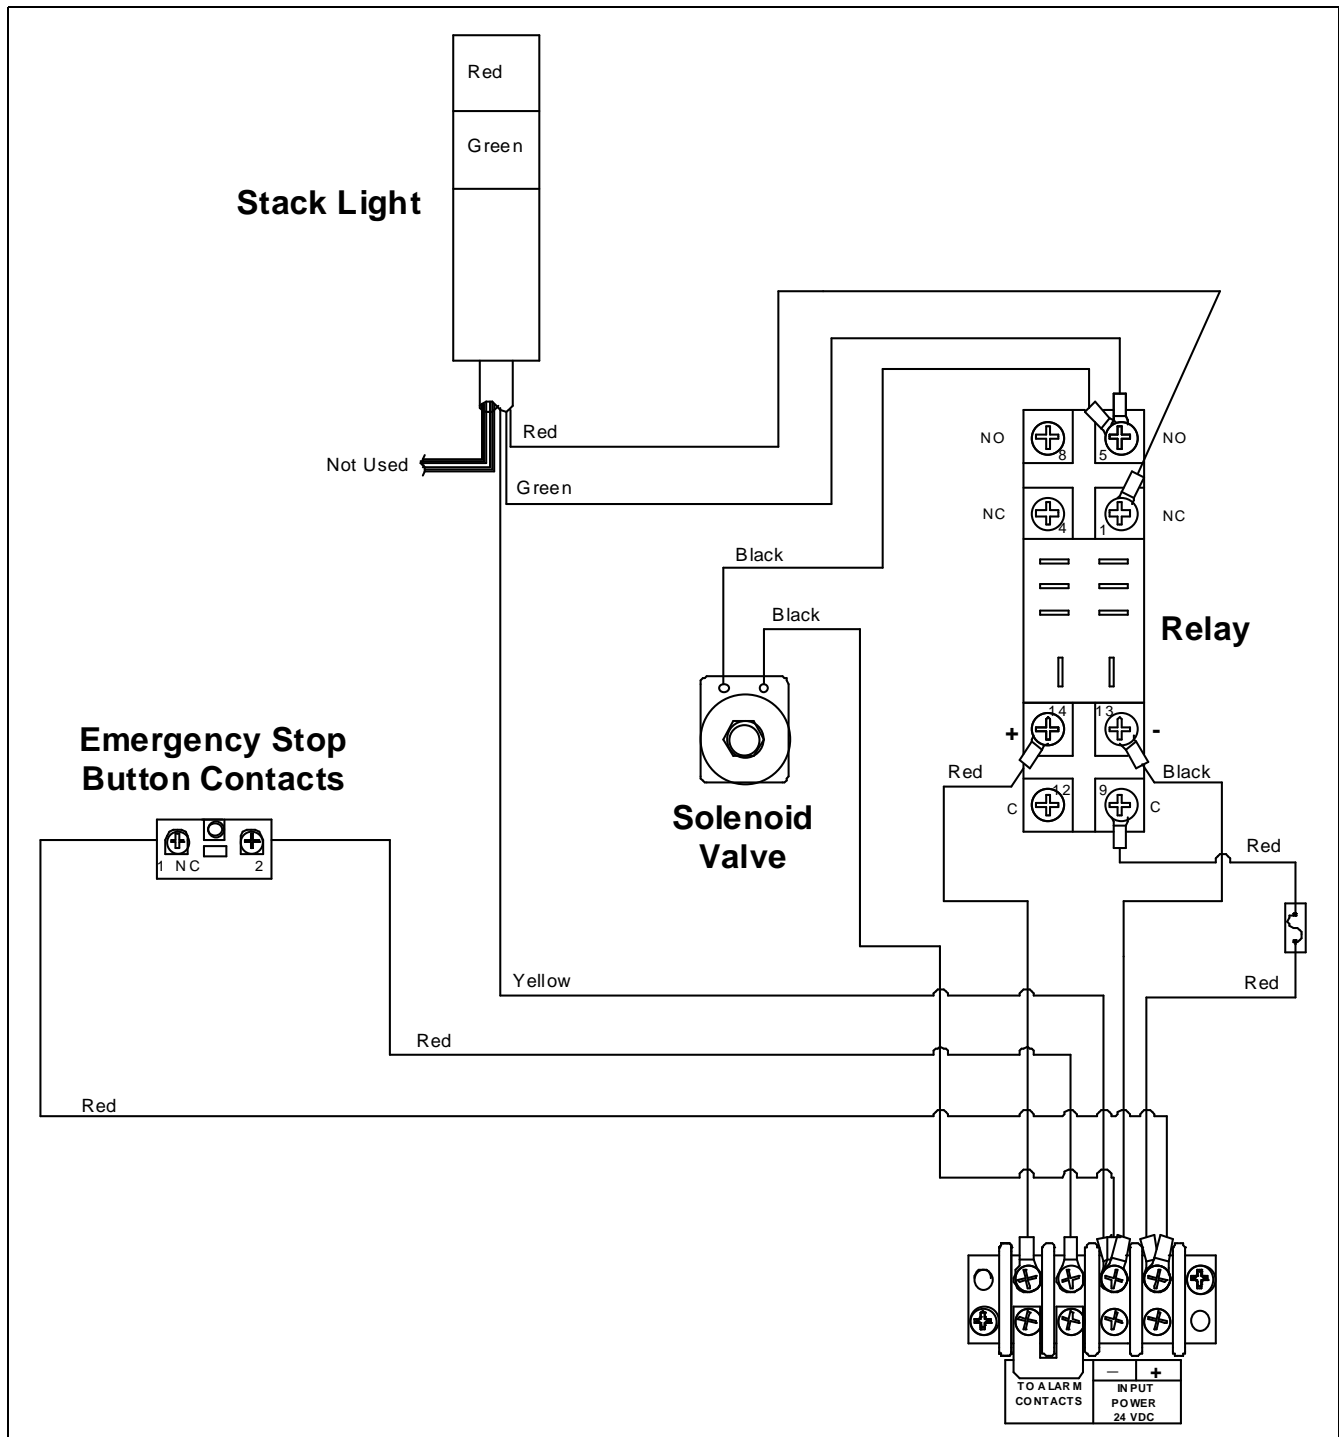 Red
Green
Stack Light
Red
Not Used
Green
NO
8
5
NO
NC
4
1
NC
Black
Black
Relay
Emergency Stop
Button Contacts
14
13
+
-
Red
Black
C
12
9
C
Solenoid
Valve
1 NC 2
Red
Yellow
Red
Red
Red
TO ALARM
CONTACTS
– +
INPUT
POWER
24 VDC